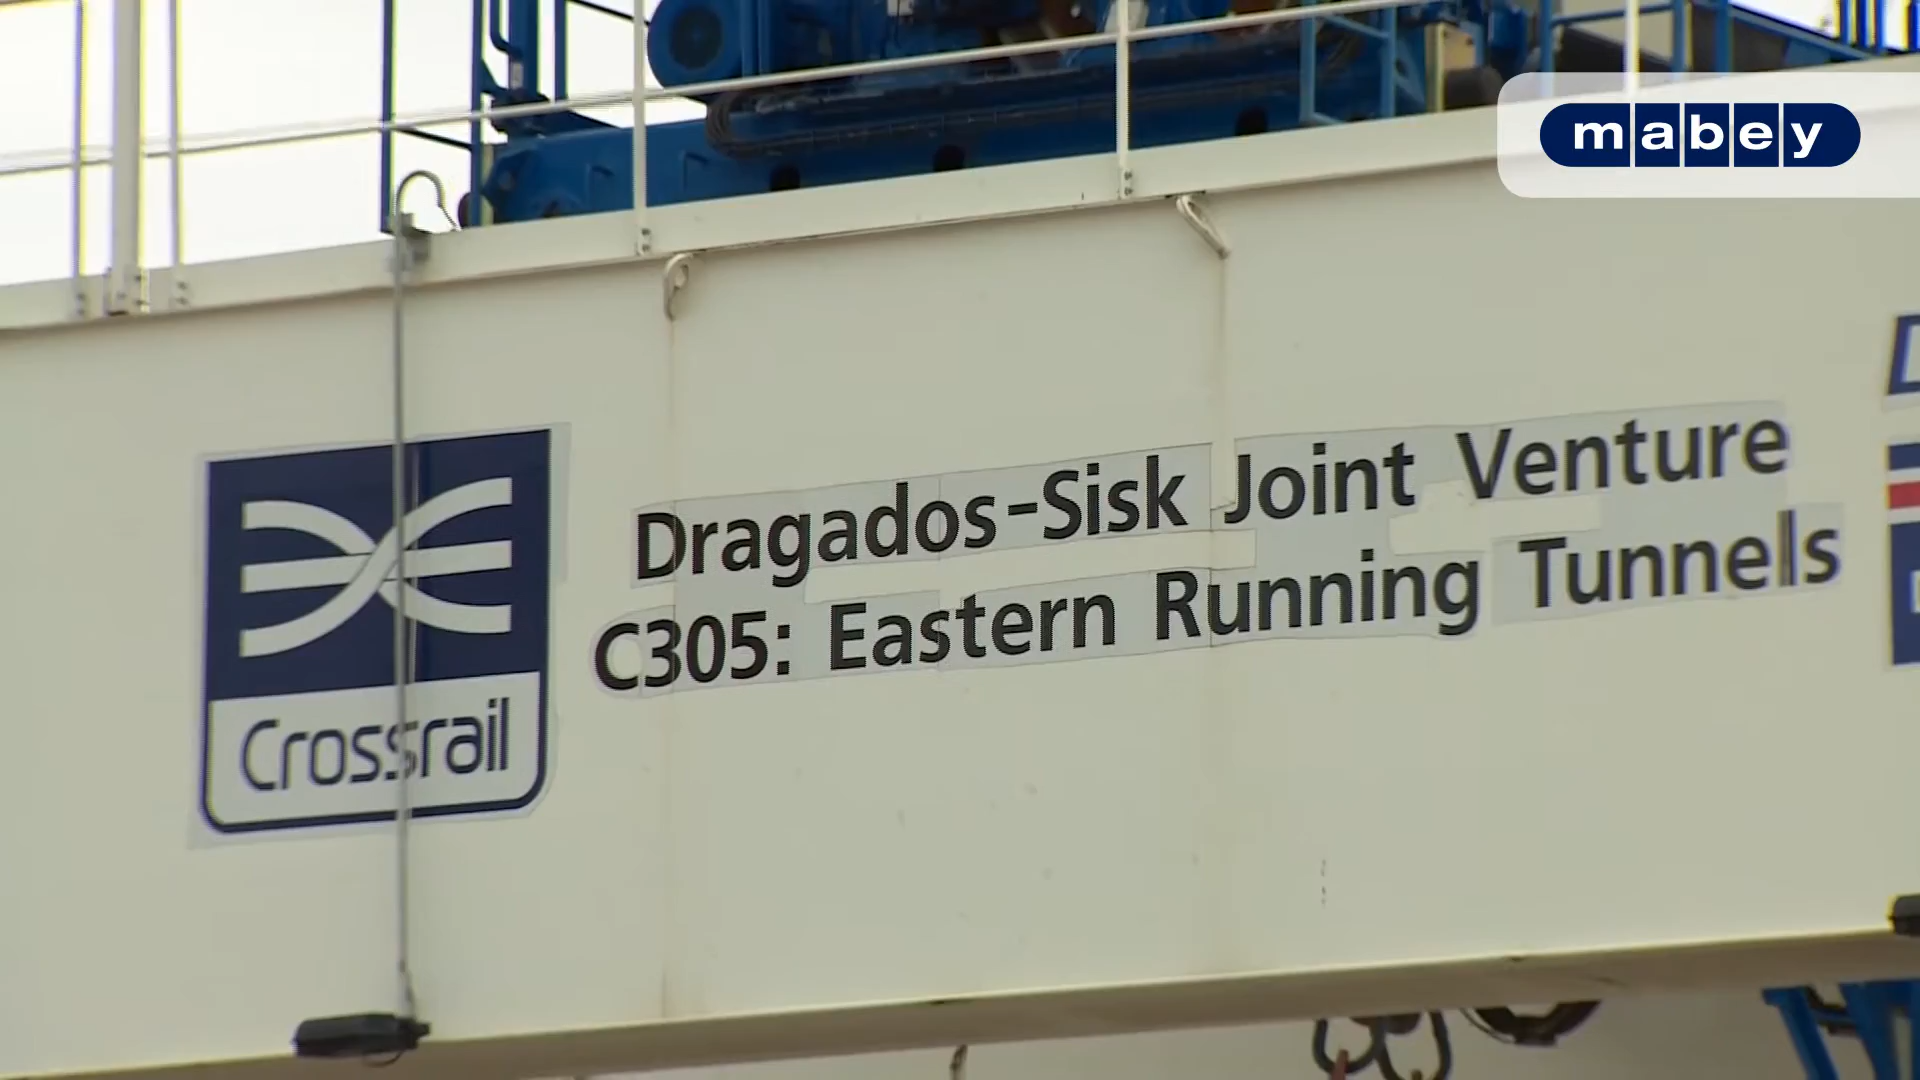 mabey
Dragados-Sisk Joint Venture
C305: Eastern Running Tunnels
Crossrail